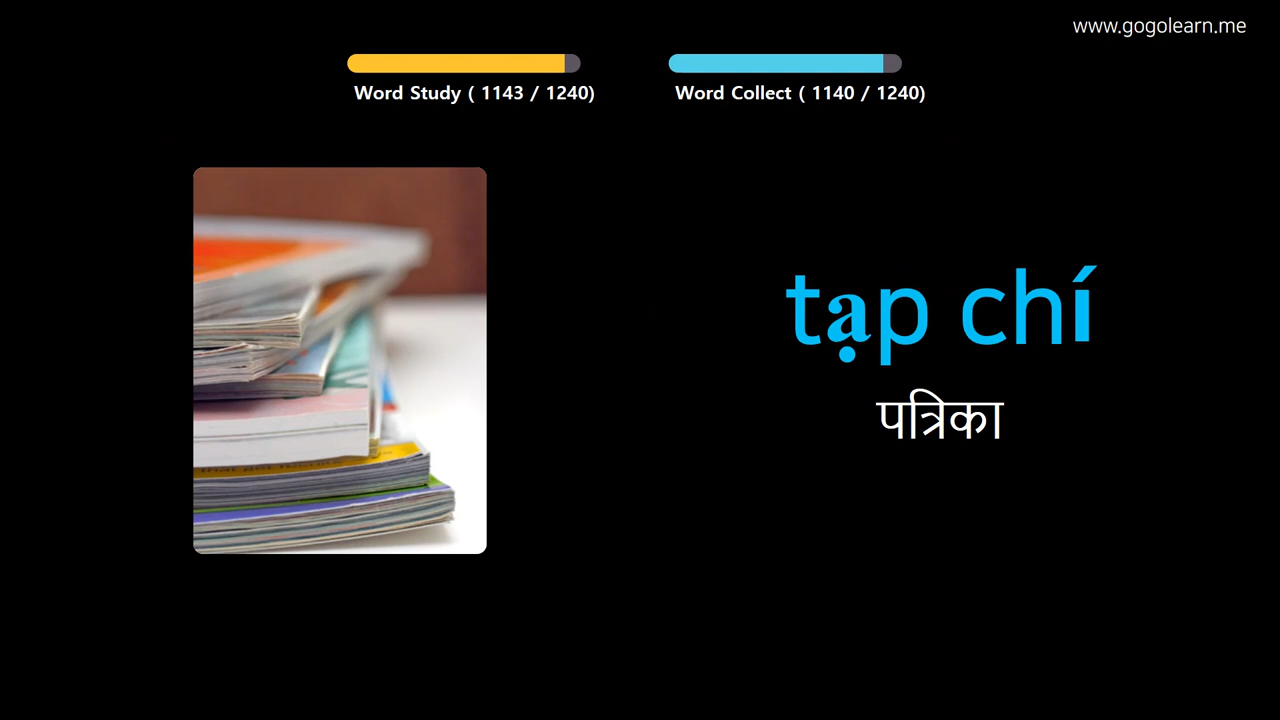 www.gogolearn.me
Word Study ( 1143 / 1240)
Word Collect ( 1140 / 1240)
tạp chí
पत्रिका